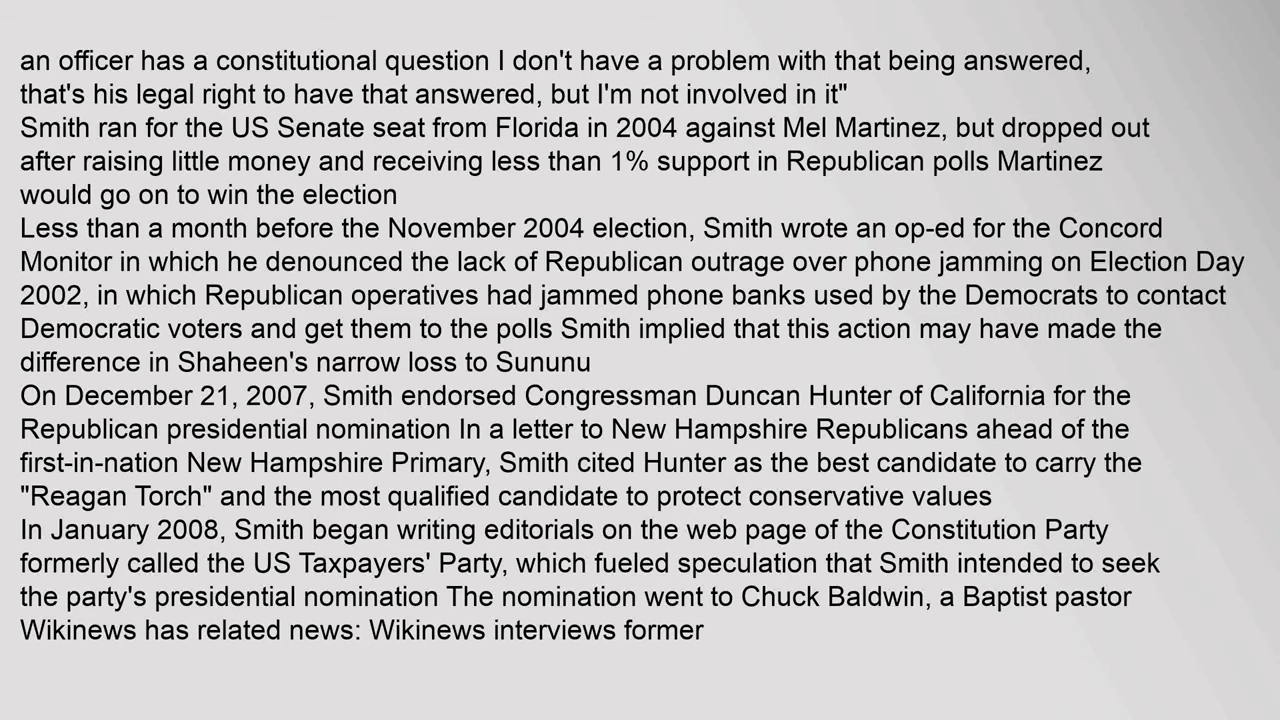 an officer has a constitutional question I don't have a problem with that being answered,
that's his legal right to have that answered, but I'm not involved in it"
Smith ran for the US Senate seat from Florida in 2004 against Mel Martinez, but dropped out
after raising little money and receiving less than 1% support in Republican polls Martinez
would go on to win the election
Less than a month before the November 2004 election, Smith wrote an op-ed for the Concord
Monitor in which he denounced the lack of Republican outrage over phone jamming on Election Day
2002, in which Republican operatives had jammed phone banks used by the Democrats to contact
Democratic voters and get them to the polls Smith implied that this action may have made the
difference in Shaheen's narrow loss to Sununu
On December 21, 2007, Smith endorsed Congressman Duncan Hunter of California for the
Republican presidential nomination In a letter to New Hampshire Republicans ahead of the
first-in-nation New Hampshire Primary, Smith cited Hunter as the best candidate to carry the
"Reagan Torch" and the most qualified candidate to protect conservative values
In January 2008, Smith began writing editorials on the web page of the Constitution Party
formerly called the US Taxpayers' Party, which fueled speculation that Smith intended to seek
the party's presidential nomination The nomination went to Chuck Baldwin, a Baptist pastor
Wikinews has related news: Wikinews interviews former